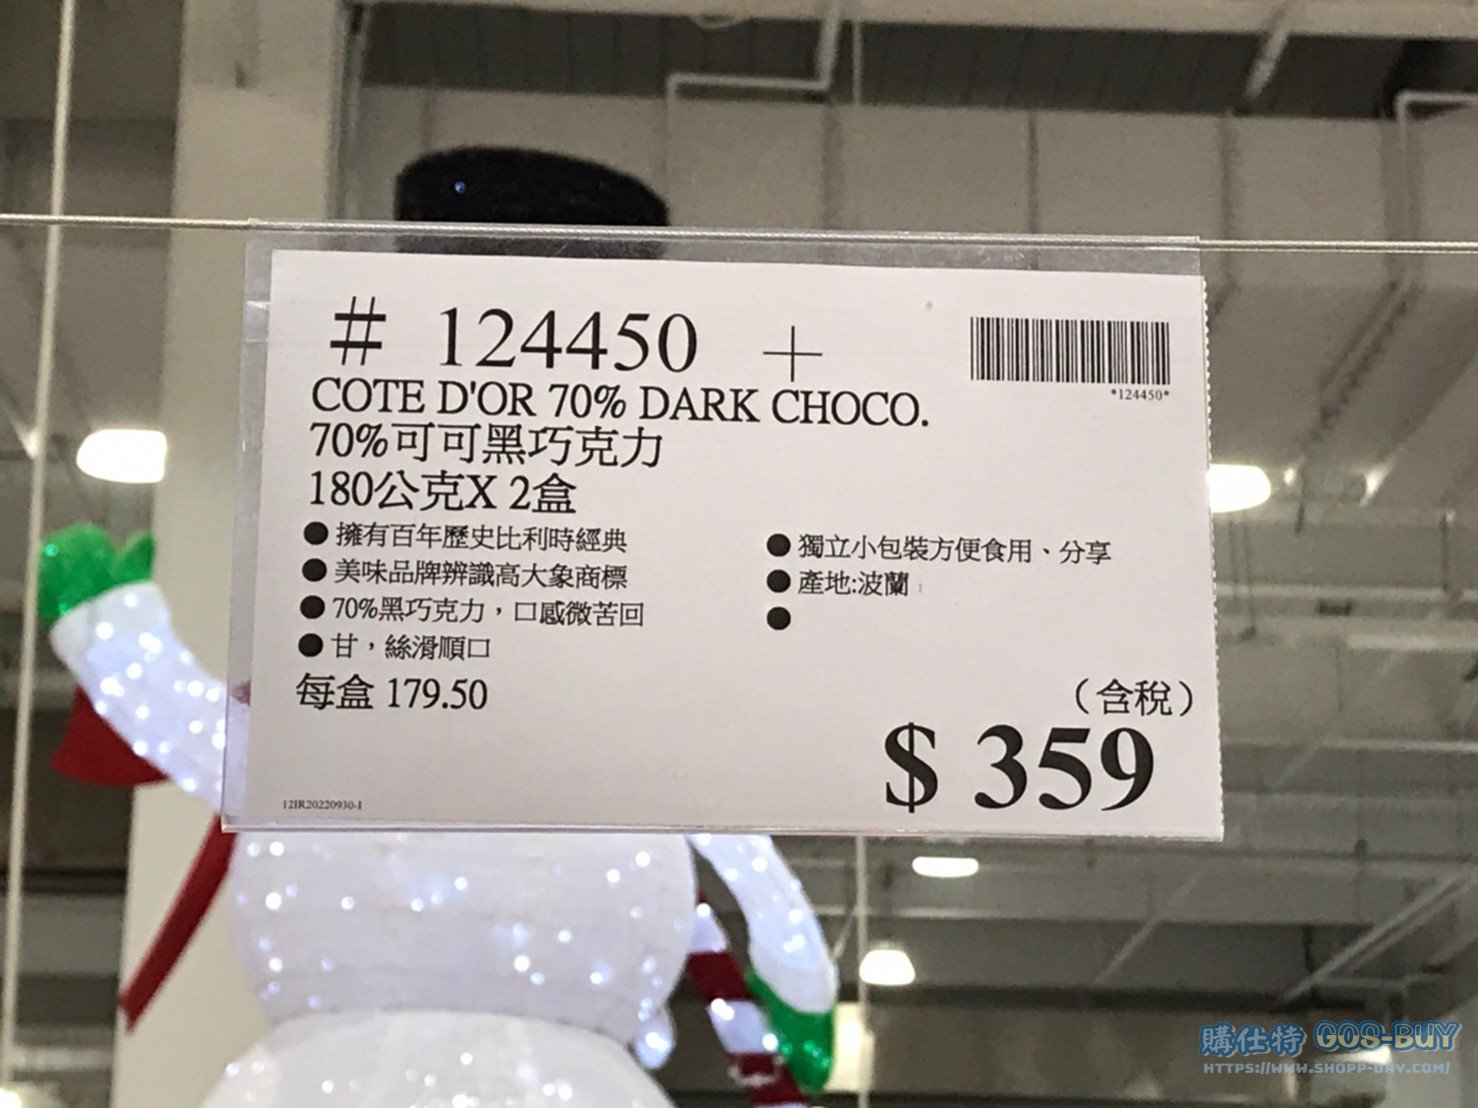 # 124450 +
*124450*
COTE D'OR 70% DARK CHOCO.
70%可可黑巧克力
180公克X 2盒
●擁有百年歷史比利時經典
●美味品牌辨識高大象商標
●70%黑巧克力，口感微苦回
●甘，絲滑順口
●獨立小包裝方便食用、分享
●產地:波蘭
●
每盒 179.50
（含稅）
$ 359
12IR20220930-1
購仕特 GOS-BUY
HTTPS://WWW.SHOPP-DAY.COM/